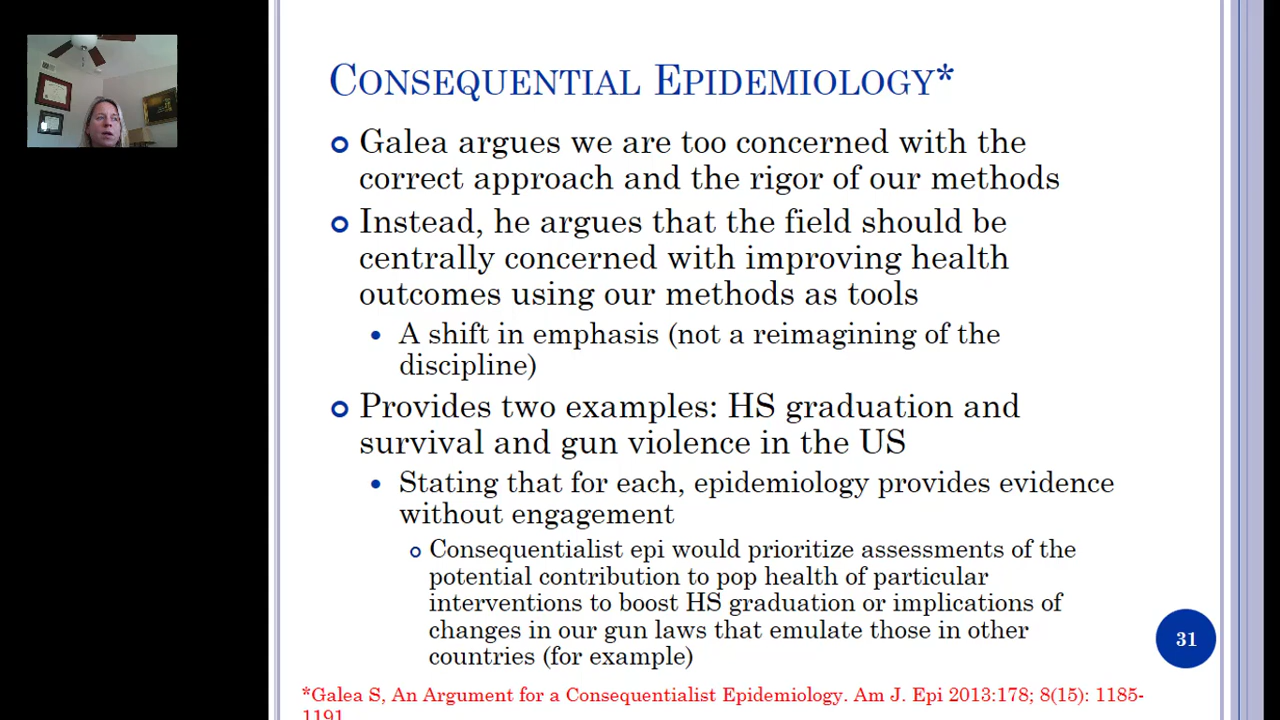 CONSEQUENTIAL EPIDEMIOLOGY*
Galea argues we are too concerned with the
correct approach and the rigor of our methods
Instead, he argues that the field should be
centrally concerned with improving health
outcomes using our methods as tools
A shift in emphasis (not a reimagining of the
discipline)
Provides two examples: HS graduation and
survival and gun violence in the US
Stating that for each, epidemiology provides evidence
without engagement
Consequentialist epi would prioritize assessments of the
potential contribution to pop health of particular
interventions to boost HS graduation or implications of
changes in our gun laws that emulate those in other
countries (for example)
31
*Galea S, An Argument for a Consequentialist Epidemiology. Am J. Epi 2013:178; 8(15): 1185-
1191